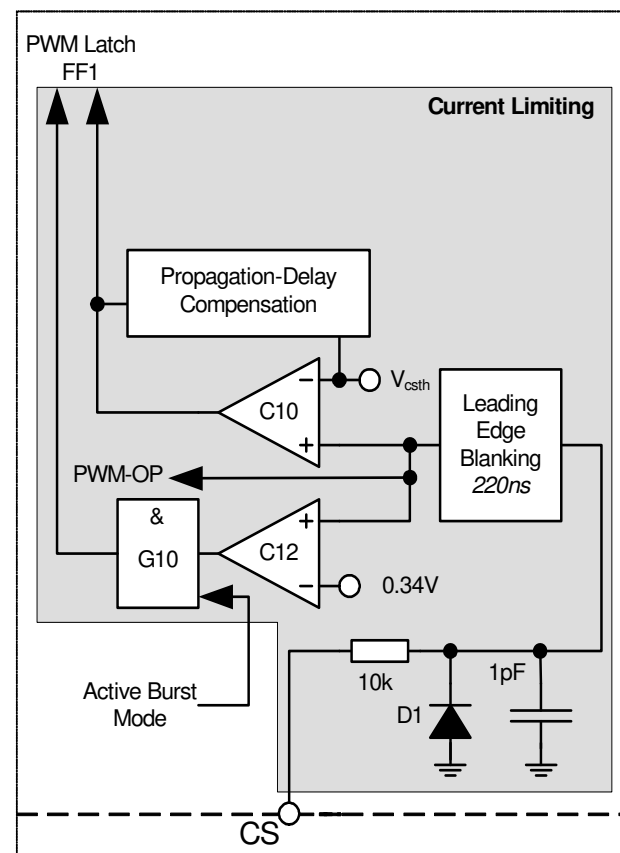 PWM Latch
FF1
Current Limiting
Propagation-Delay
Compensation
−
Vcsth
C10
+
Leading
Edge
Blanking
220ns
PWM-OP
&
G10
+
C12
−
0.34V
10k
1pF
D1
Active Burst
Mode
CS